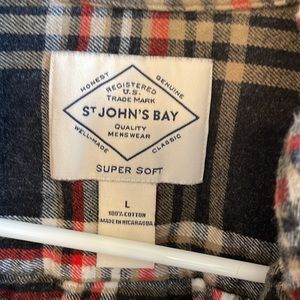 HONEST GENUINE
REGISTERED
U.S.
TRADE MARK
ST JOHN'S BAY
QUALITY
MENSWEAR
WELL-MADE CLASSIC
SUPER SOFT
L
100% COTTON
MADE IN NICARAGUA